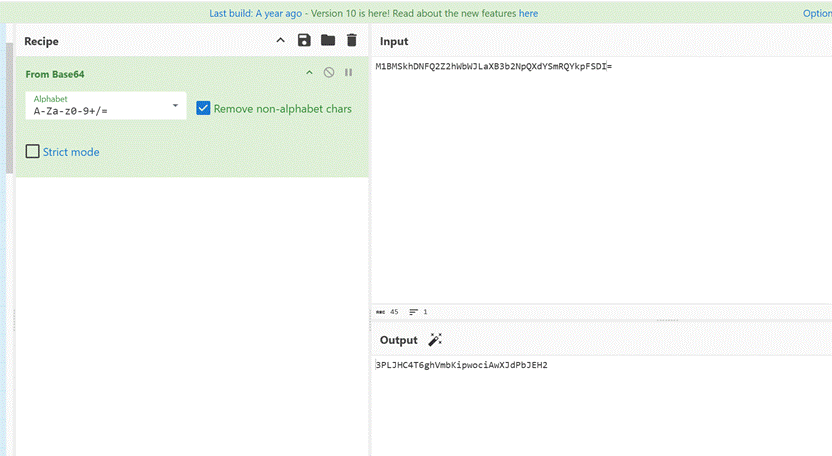 Last build: A year ago - Version 10 is here! Read about the new features here
Option
Recipe
Input
From Base64
Alphabet
A-Za-z0-9+/=
Remove non-alphabet chars
Strict mode
M1BMSkhDNFQ2Z2hWbWJLaXB3b2NpQXdYSmRQYkpFSDI=
ABC 45 1
Output
3PLJHC4T6ghVmbKipwociAwXJdPbJEH2